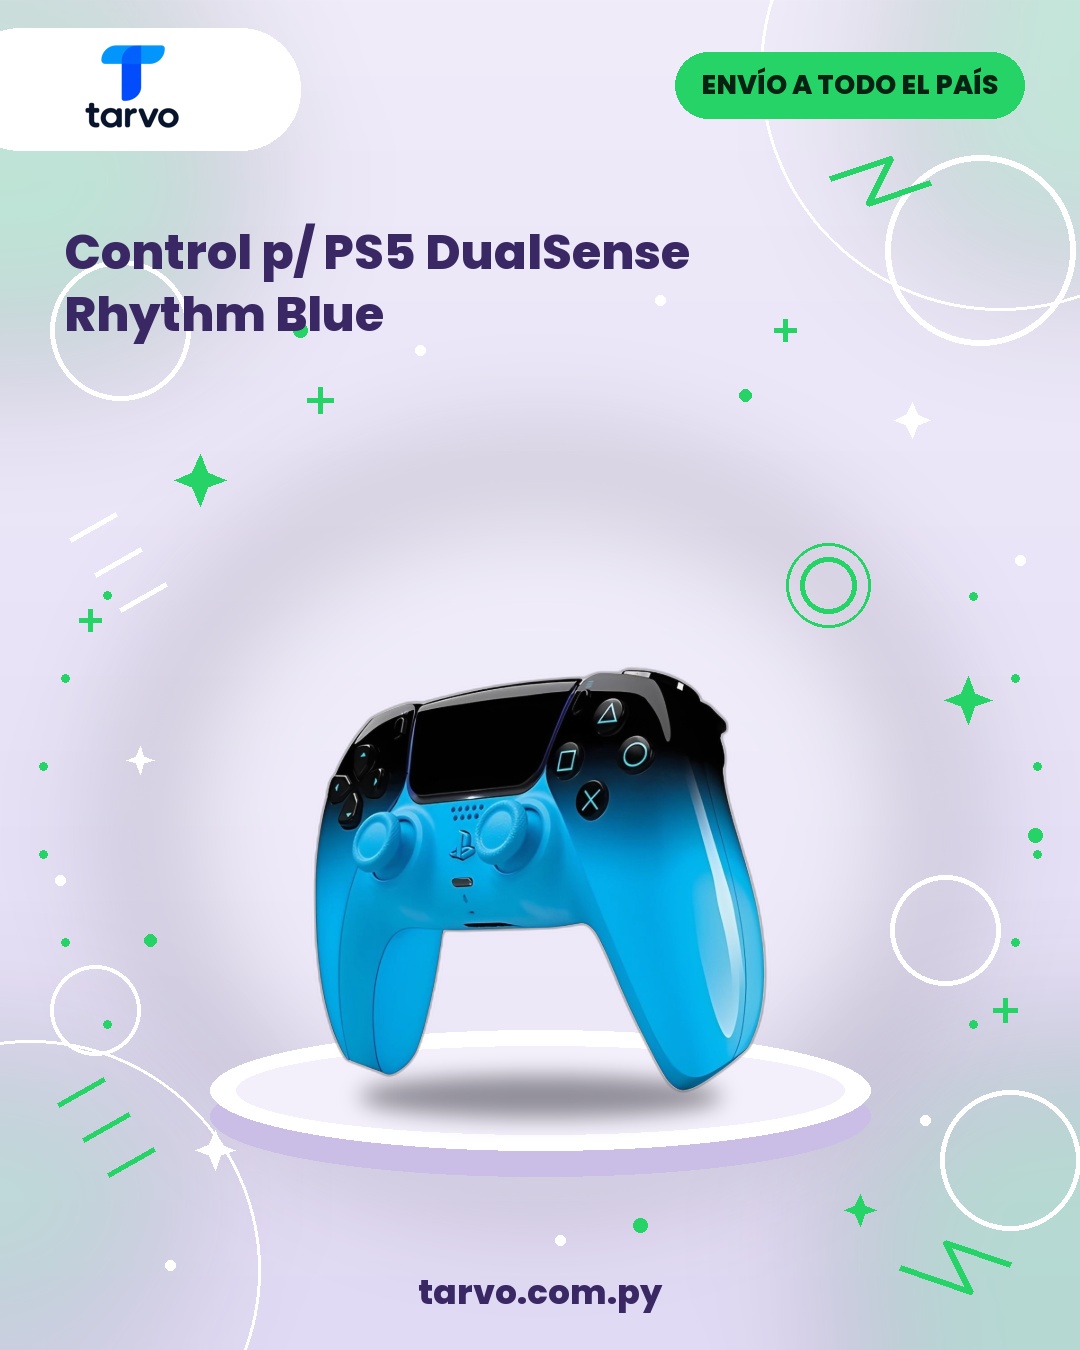 tarvo
ENVÍO A TODO EL PAÍS
Control p/ PS5 DualSense
Rhythm Blue
tarvo.com.py